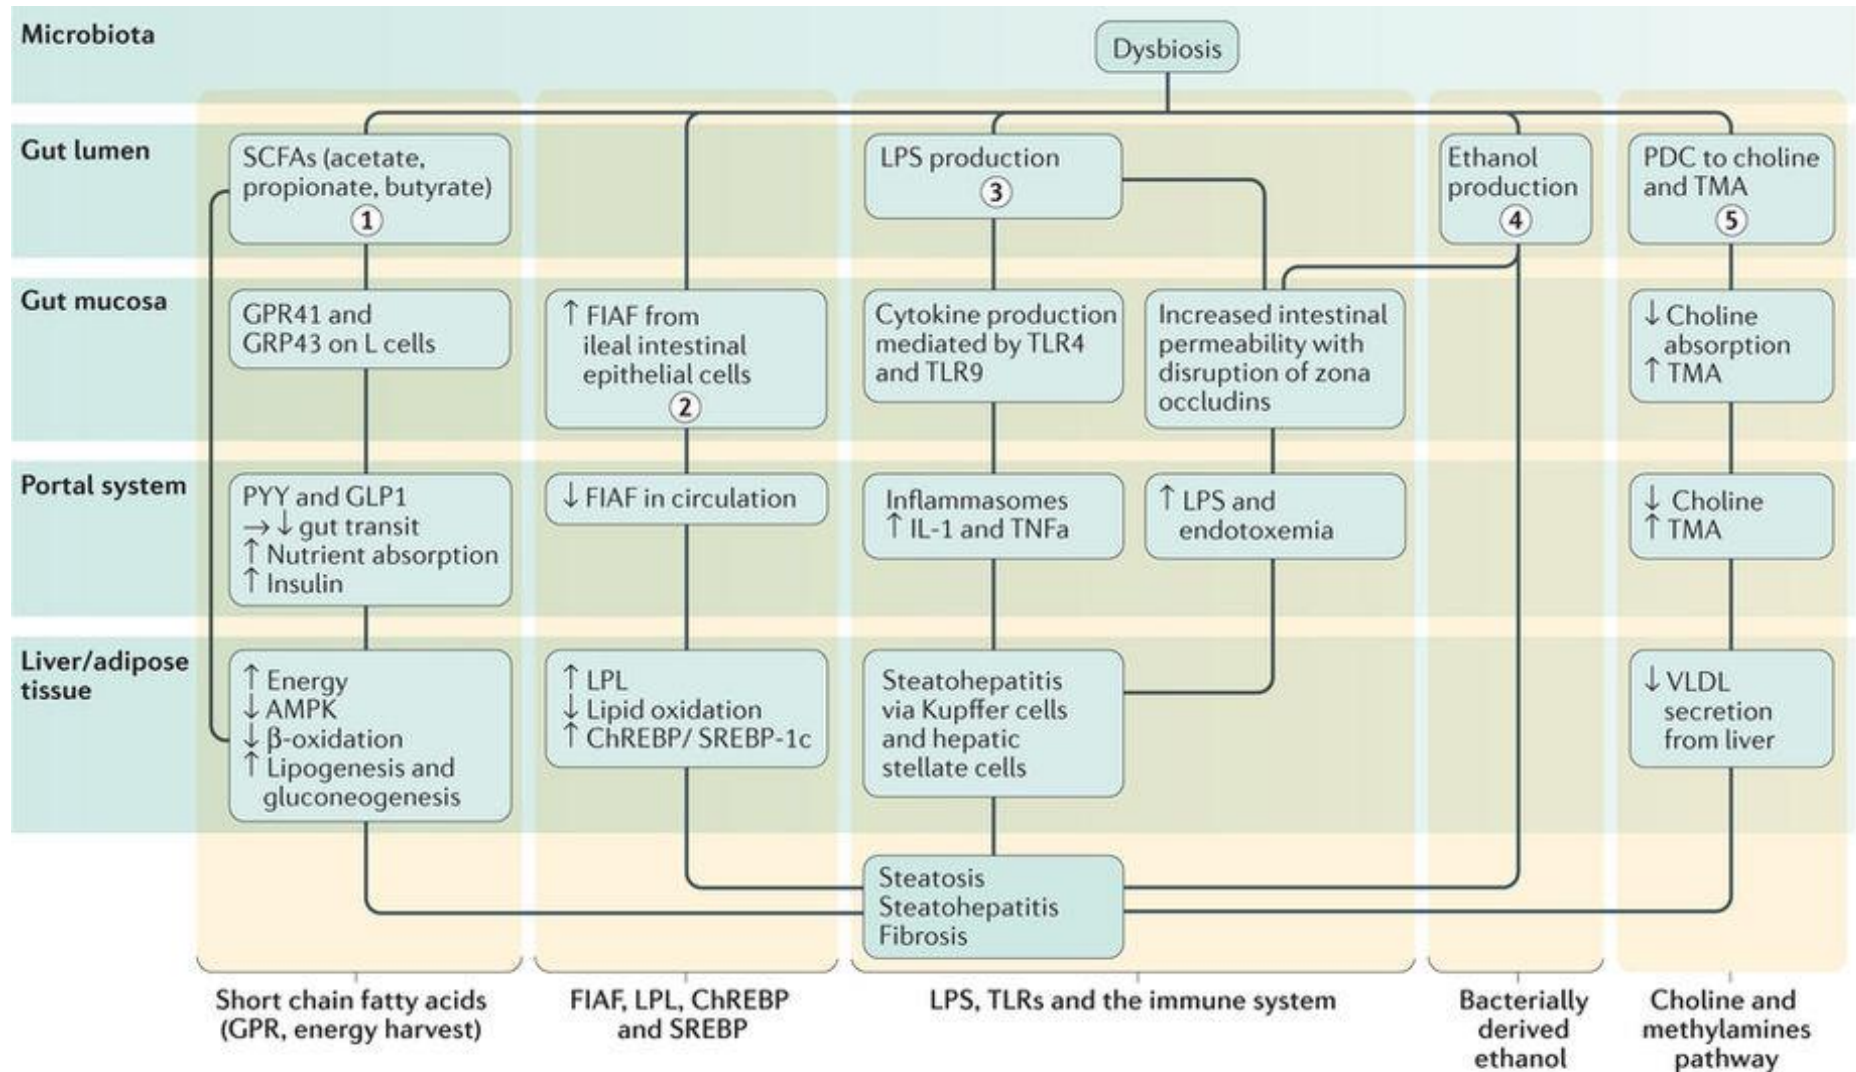 Microbiota
Dysbiosis
Gut lumen
SCFAs (acetate,
propionate, butyrate)
1
LPS production
3
Ethanol
production
4
PDC to choline
and TMA
5
Gut mucosa
GPR41 and
GRP43 on L cells
↑ FIAF from
ileal intestinal
epithelial cells
2
Cytokine production
mediated by TLR4
and TLR9
Increased intestinal
permeability with
disruption of zona
occludins
↓ Choline
absorption
↑ TMA
Portal system
PYY and GLP1
→ ↓ gut transit
↑ Nutrient absorption
↑ Insulin
↓ FIAF in circulation
Inflammasomes
↑ IL-1 and TNFa
↑ LPS and
endotoxemia
↓ Choline
↑ TMA
Liver/adipose
tissue
↑ Energy
↓ AMPK
↓ β-oxidation
↑ Lipogenesis and
gluconeogenesis
↑ LPL
↓ Lipid oxidation
↑ ChREBP/ SREBP-1c
Steatohepatitis
via Kupffer cells
and hepatic
stellate cells
↓ VLDL
secretion
from liver
Steatosis
Steatohepatitis
Fibrosis
Short chain fatty acids
(GPR, energy harvest)
FIAF, LPL, ChREBP
and SREBP
LPS, TLRs and the immune system
Bacterially
derived
ethanol
Choline and
methylamines
pathway